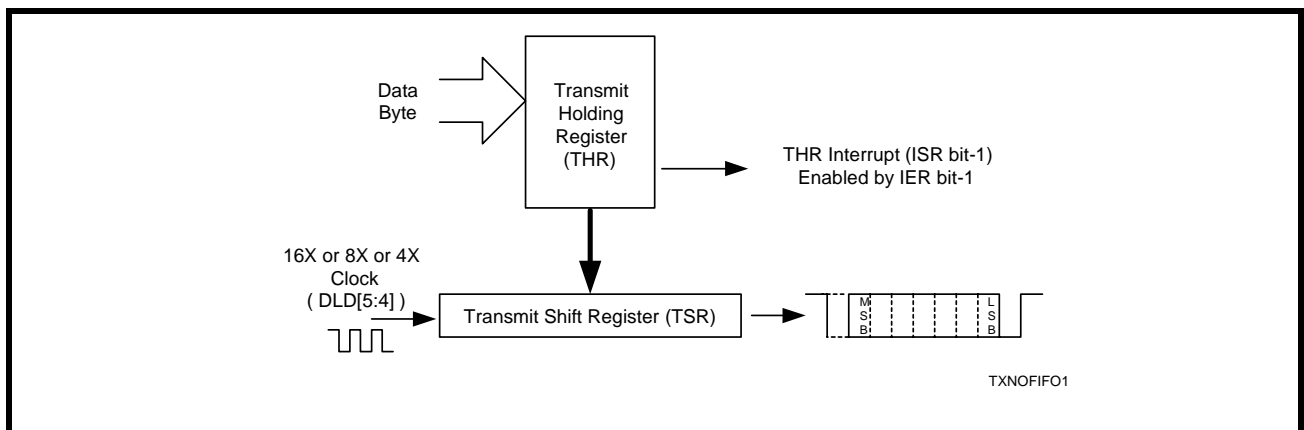 Data
Byte
Transmit
Holding
Register
(THR)
THR Interrupt (ISR bit-1)
Enabled by IER bit-1
16X or 8X or 4X
Clock
( DLD[5:4] )
Transmit Shift Register (TSR)
M
S
B
L
S
B
TXNOFIFO1